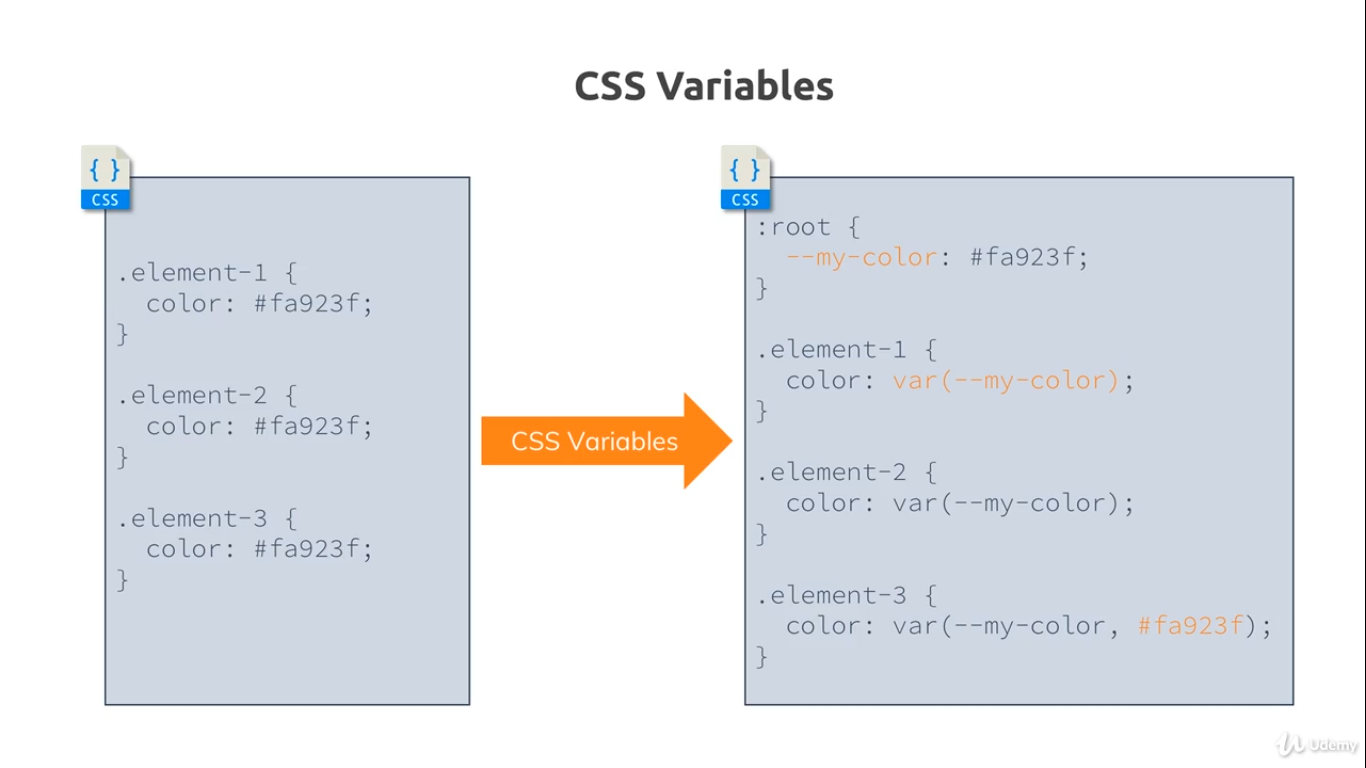 CSS Variables
{ }
CSS
.element-1 {
  color: #fa923f;
}
.element-2 {
  color: #fa923f;
}
.element-3 {
  color: #fa923f;
}
CSS Variables
{ }
CSS
:root {
  --my-color: #fa923f;
}
.element-1 {
  color: var(--my-color);
}
.element-2 {
  color: var(--my-color);
}
.element-3 {
  color: var(--my-color, #fa923f);
}
Udemy